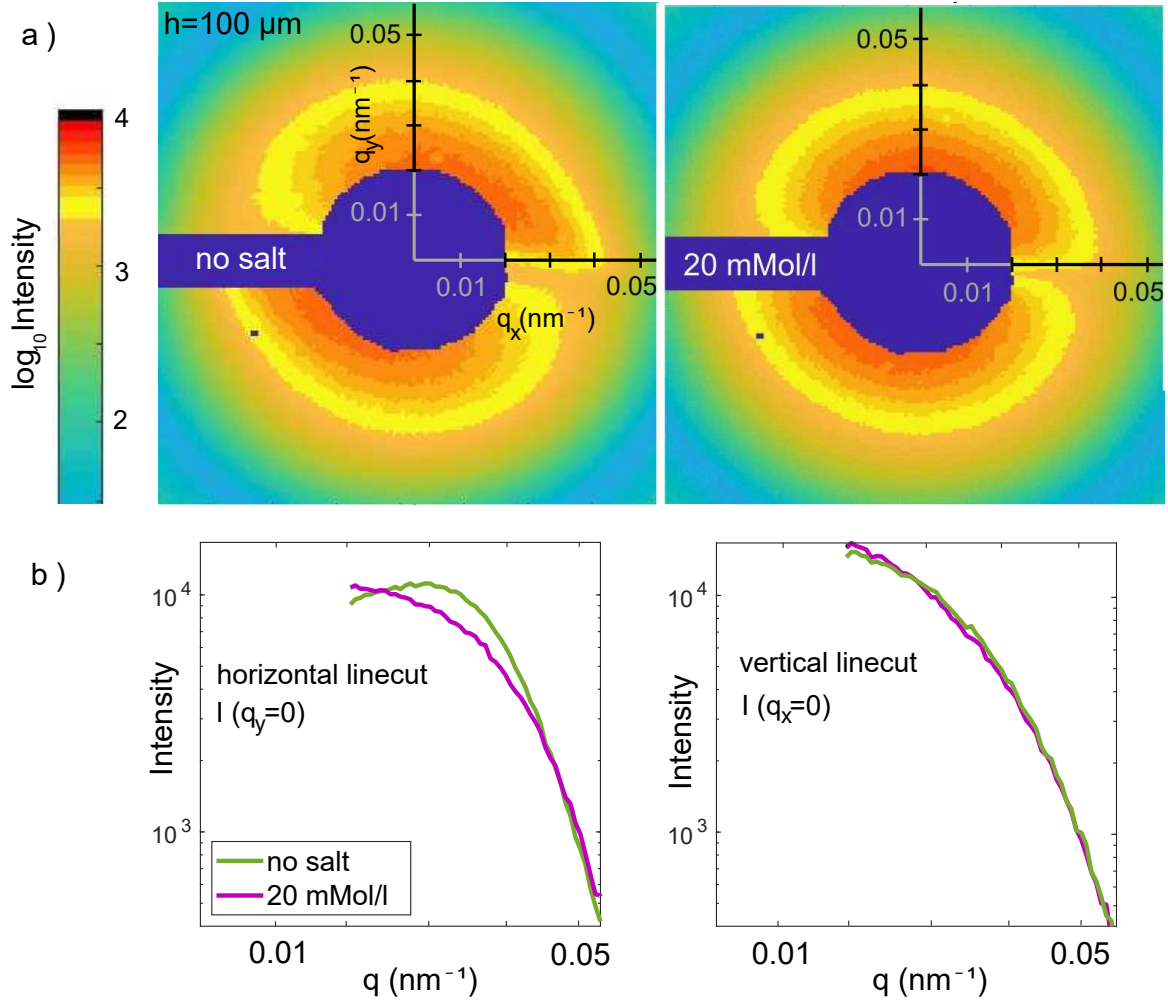 a )
h=100 µm
log₁₀ Intensity
4
3
2
0.05
q_y(nm⁻¹)
0.01
no salt
0.01
0.05
q_x(nm⁻¹)
0.05
0.01
20 mMol/l
0.01
0.05
b )
Intensity
10⁴
10³
horizontal linecut
I (q_y=0)
no salt
20 mMol/l
0.01
0.05
q (nm⁻¹)
Intensity
10⁴
10³
vertical linecut
I (q_x=0)
0.01
0.05
q (nm⁻¹)